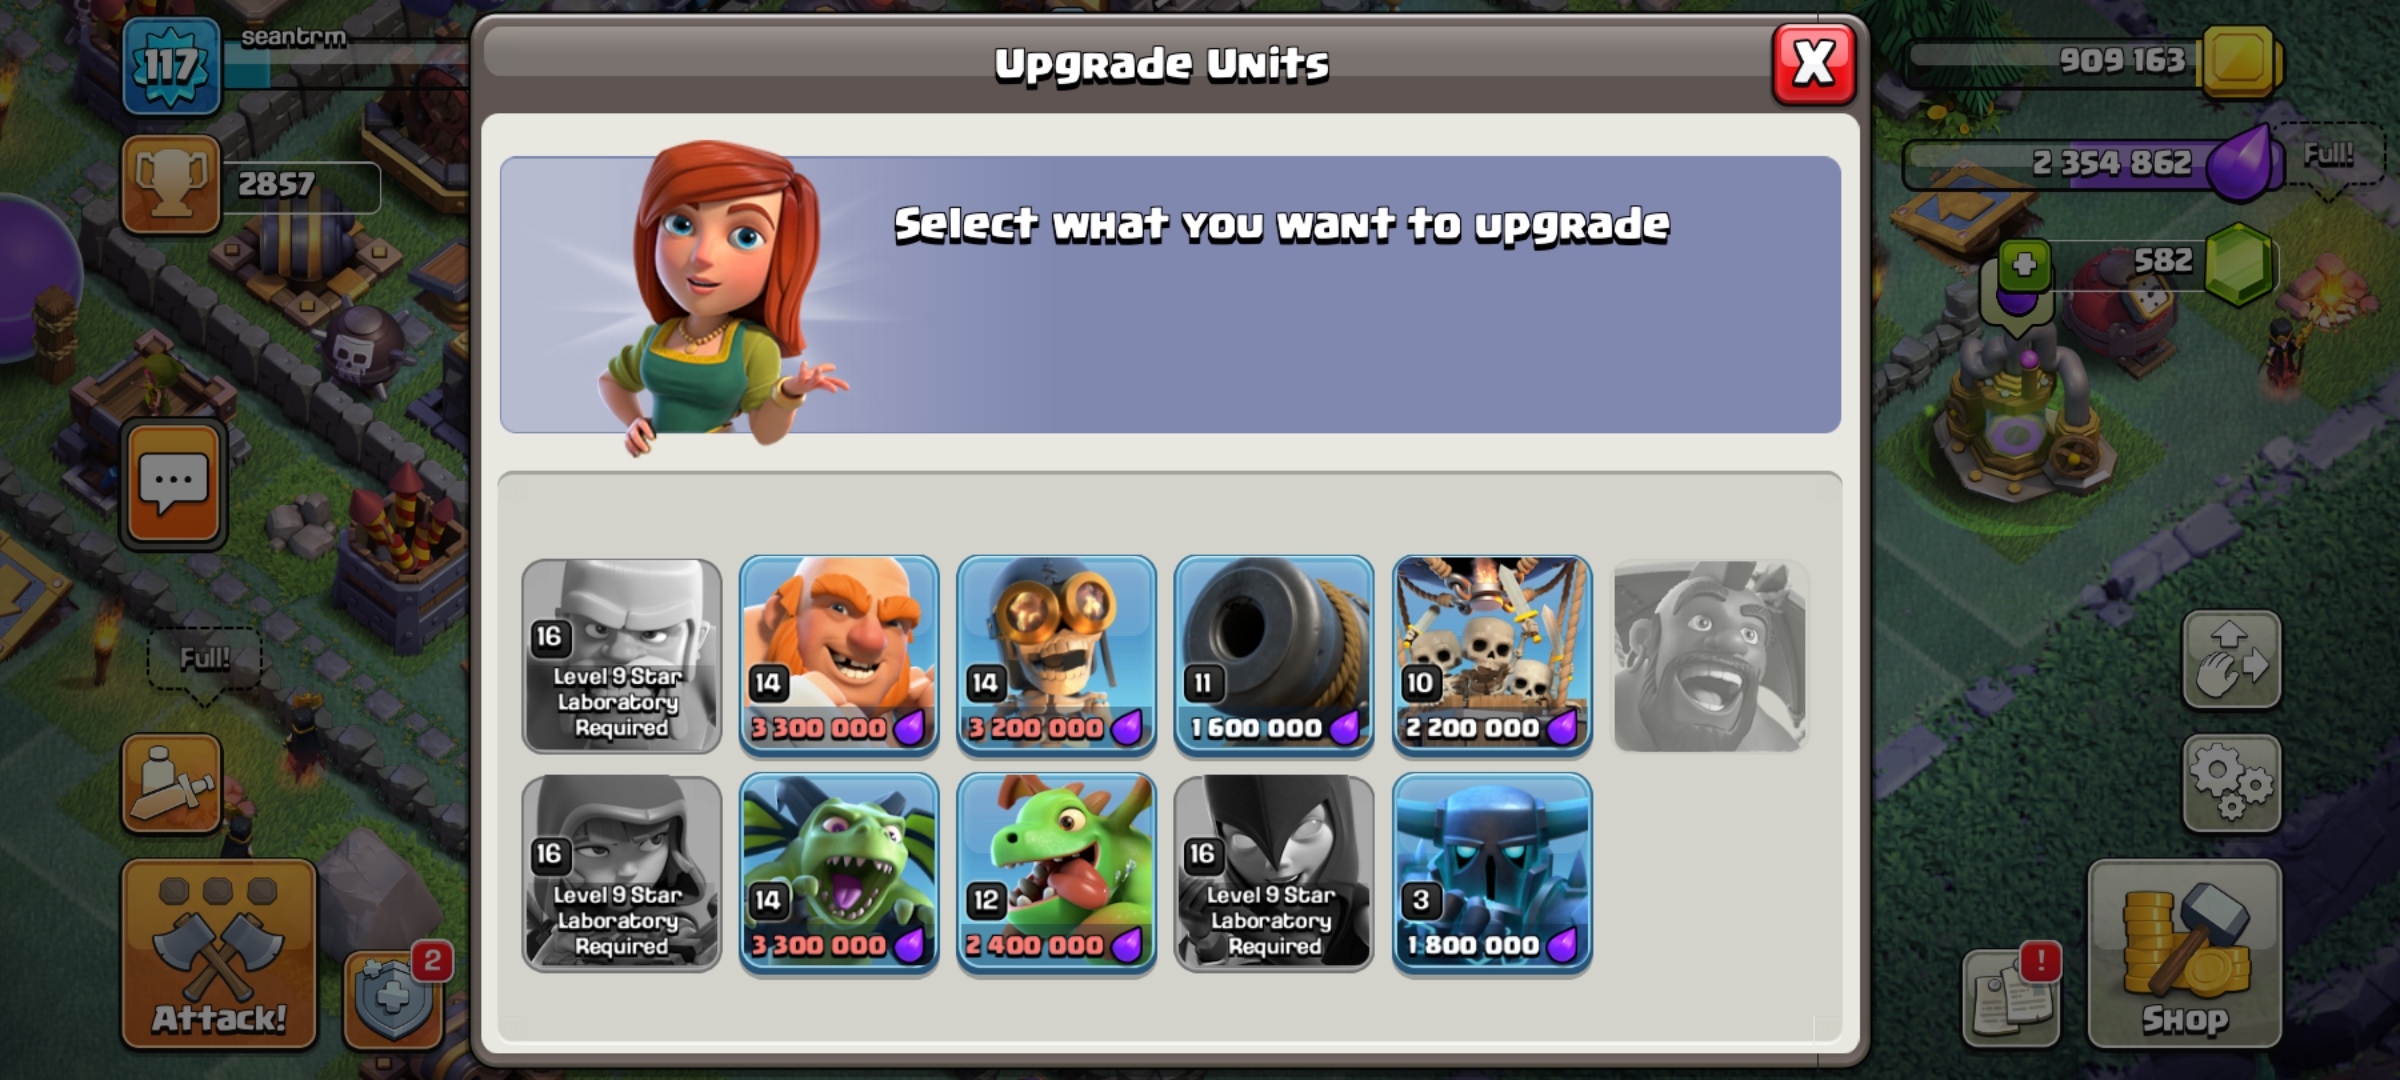 117
seantrm
Upgrade Units
X
909 163
2857
2 354 862
Full!
Select what you want to upgrade
582
Full!
16
Level 9 Star
Laboratory
Required
14
3 300 000
14
3 200 000
11
1 600 000
10
2 200 000
16
Level 9 Star
Laboratory
Required
14
3 300 000
12
2 400 000
16
Level 9 Star
Laboratory
Required
3
1 800 000
Attack!
2
!
Shop